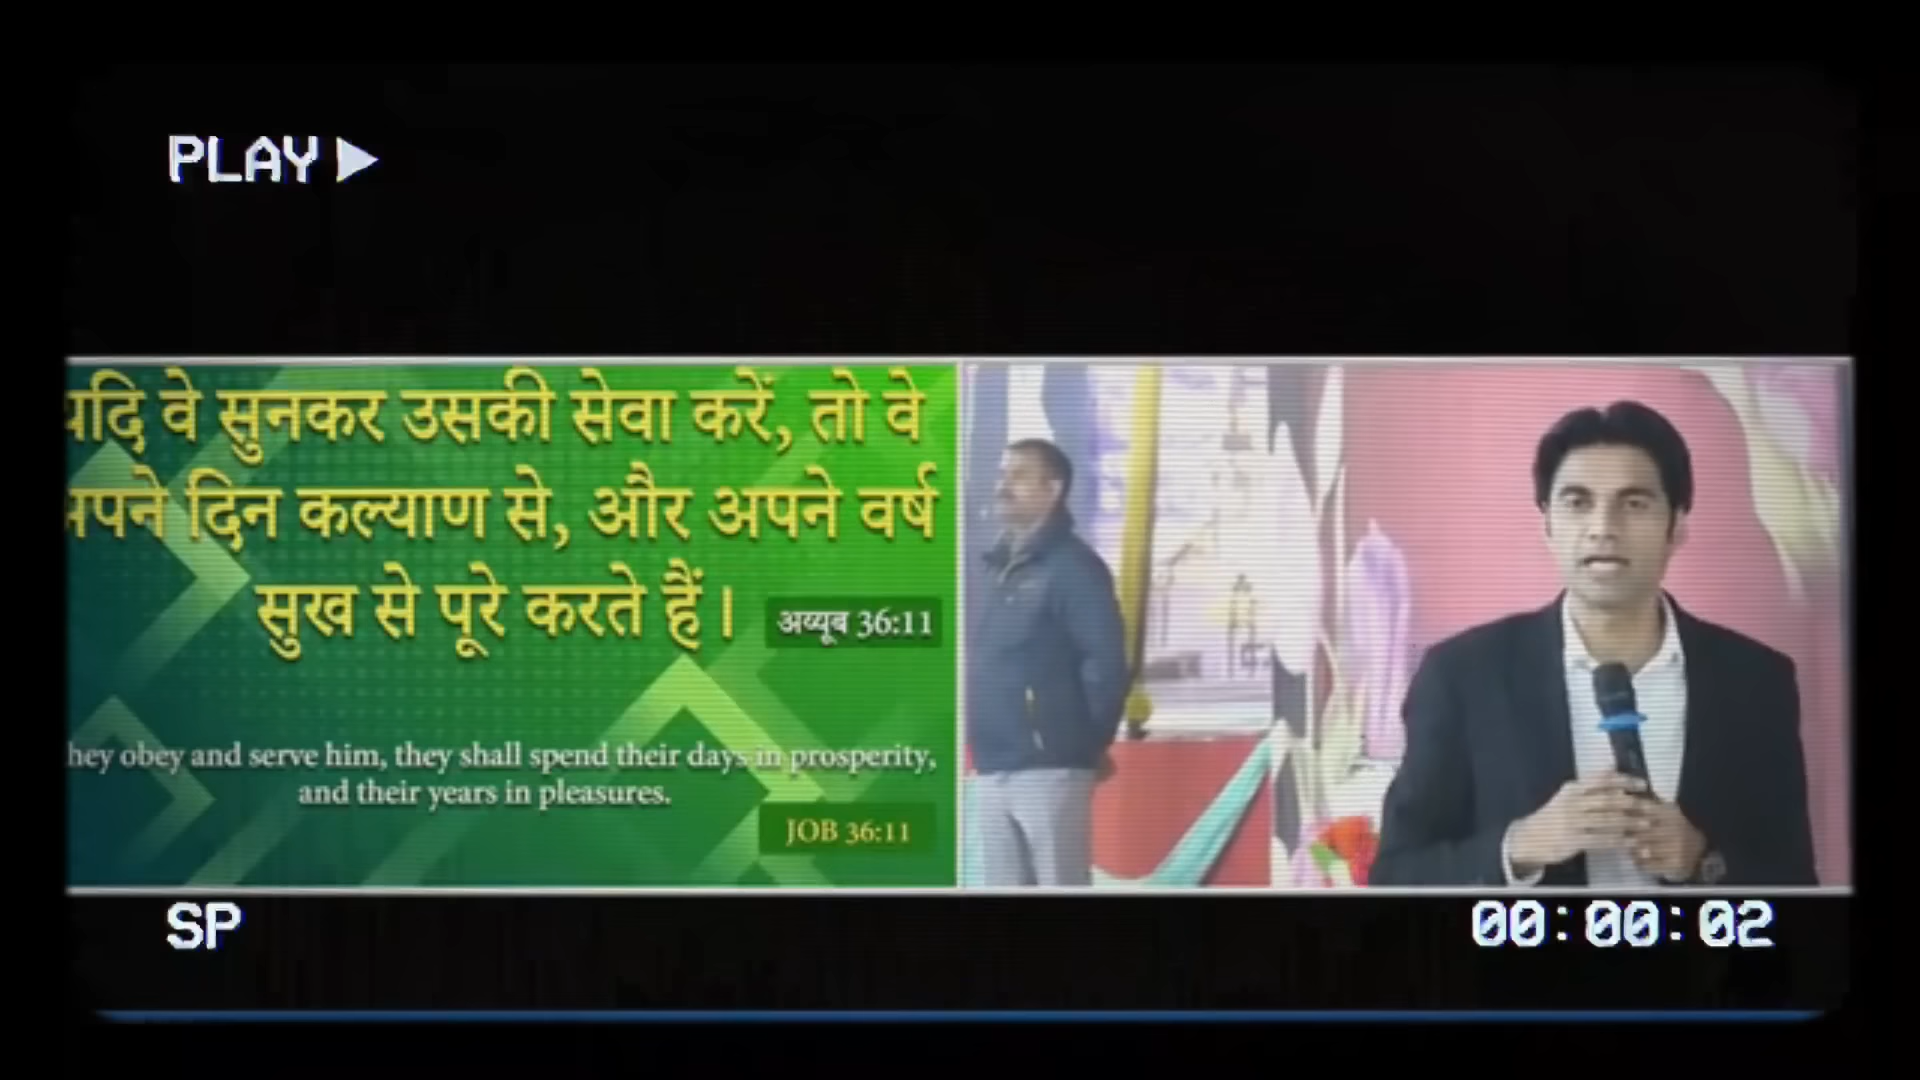 PLAY
यदि वे सुनकर उसकी सेवा करें, तो वे
अपने दिन कल्याण से, और अपने वर्ष
सुख से पूरे करते हैं।
अय्यूब 36:11
hey obey and serve him, they shall spend their days in prosperity,
and their years in pleasures.
JOB 36:11
SP
00:00:02